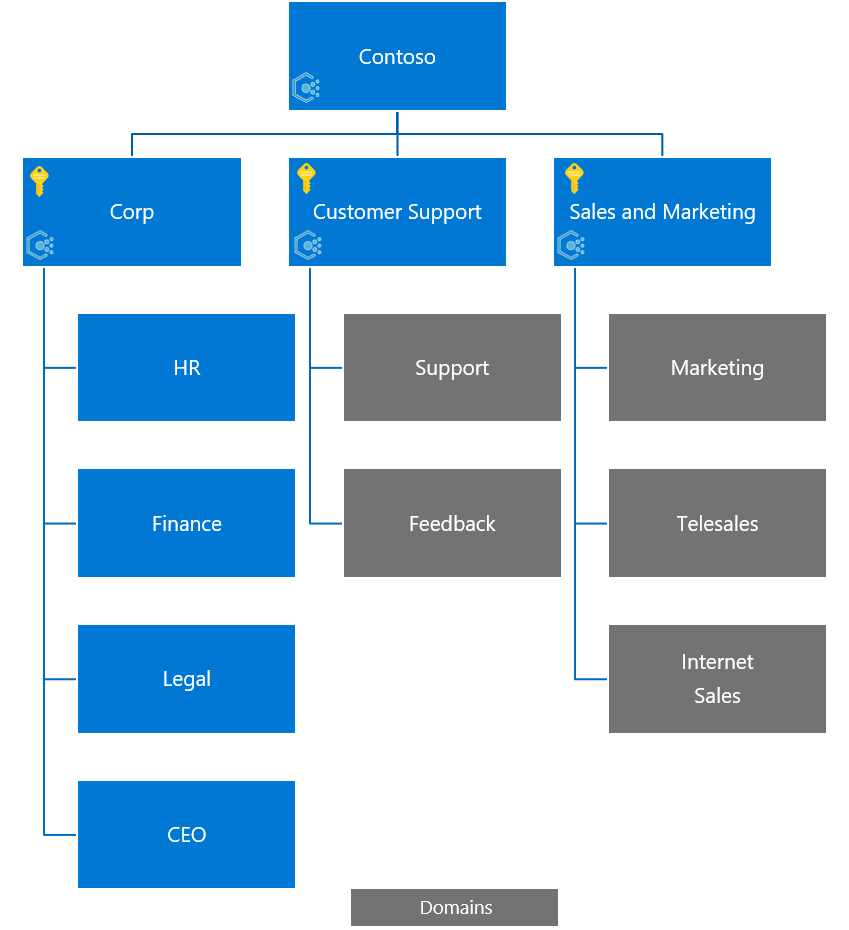 Contoso
Corp
Customer Support
Sales and Marketing
HR
Support
Marketing
Finance
Feedback
Telesales
Legal
Internet
Sales
CEO
Domains